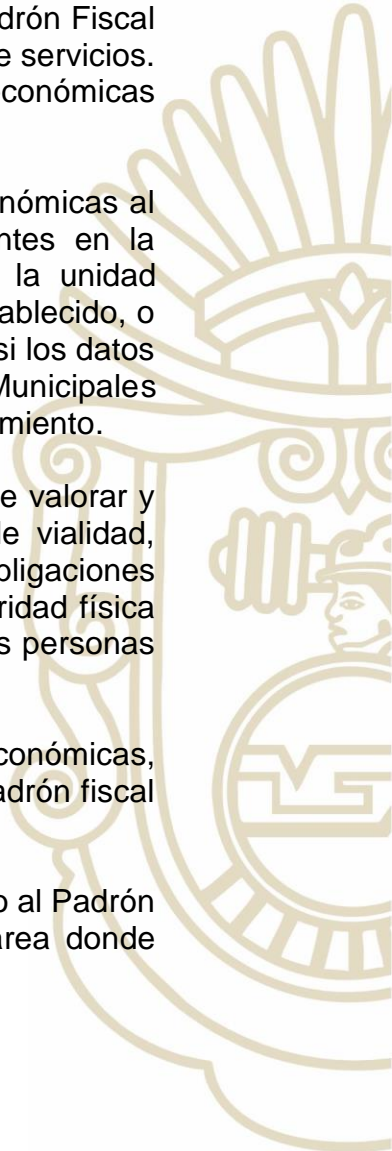 drón Fiscal
e servicios.
conómicas
nómicas al
ntes en la
la unidad
ablecido, o
si los datos
Municipales
miento.
e valorar y
e vialidad,
bligaciones
ridad física
s personas
conómicas,
adrón fiscal
o al Padrón
área donde